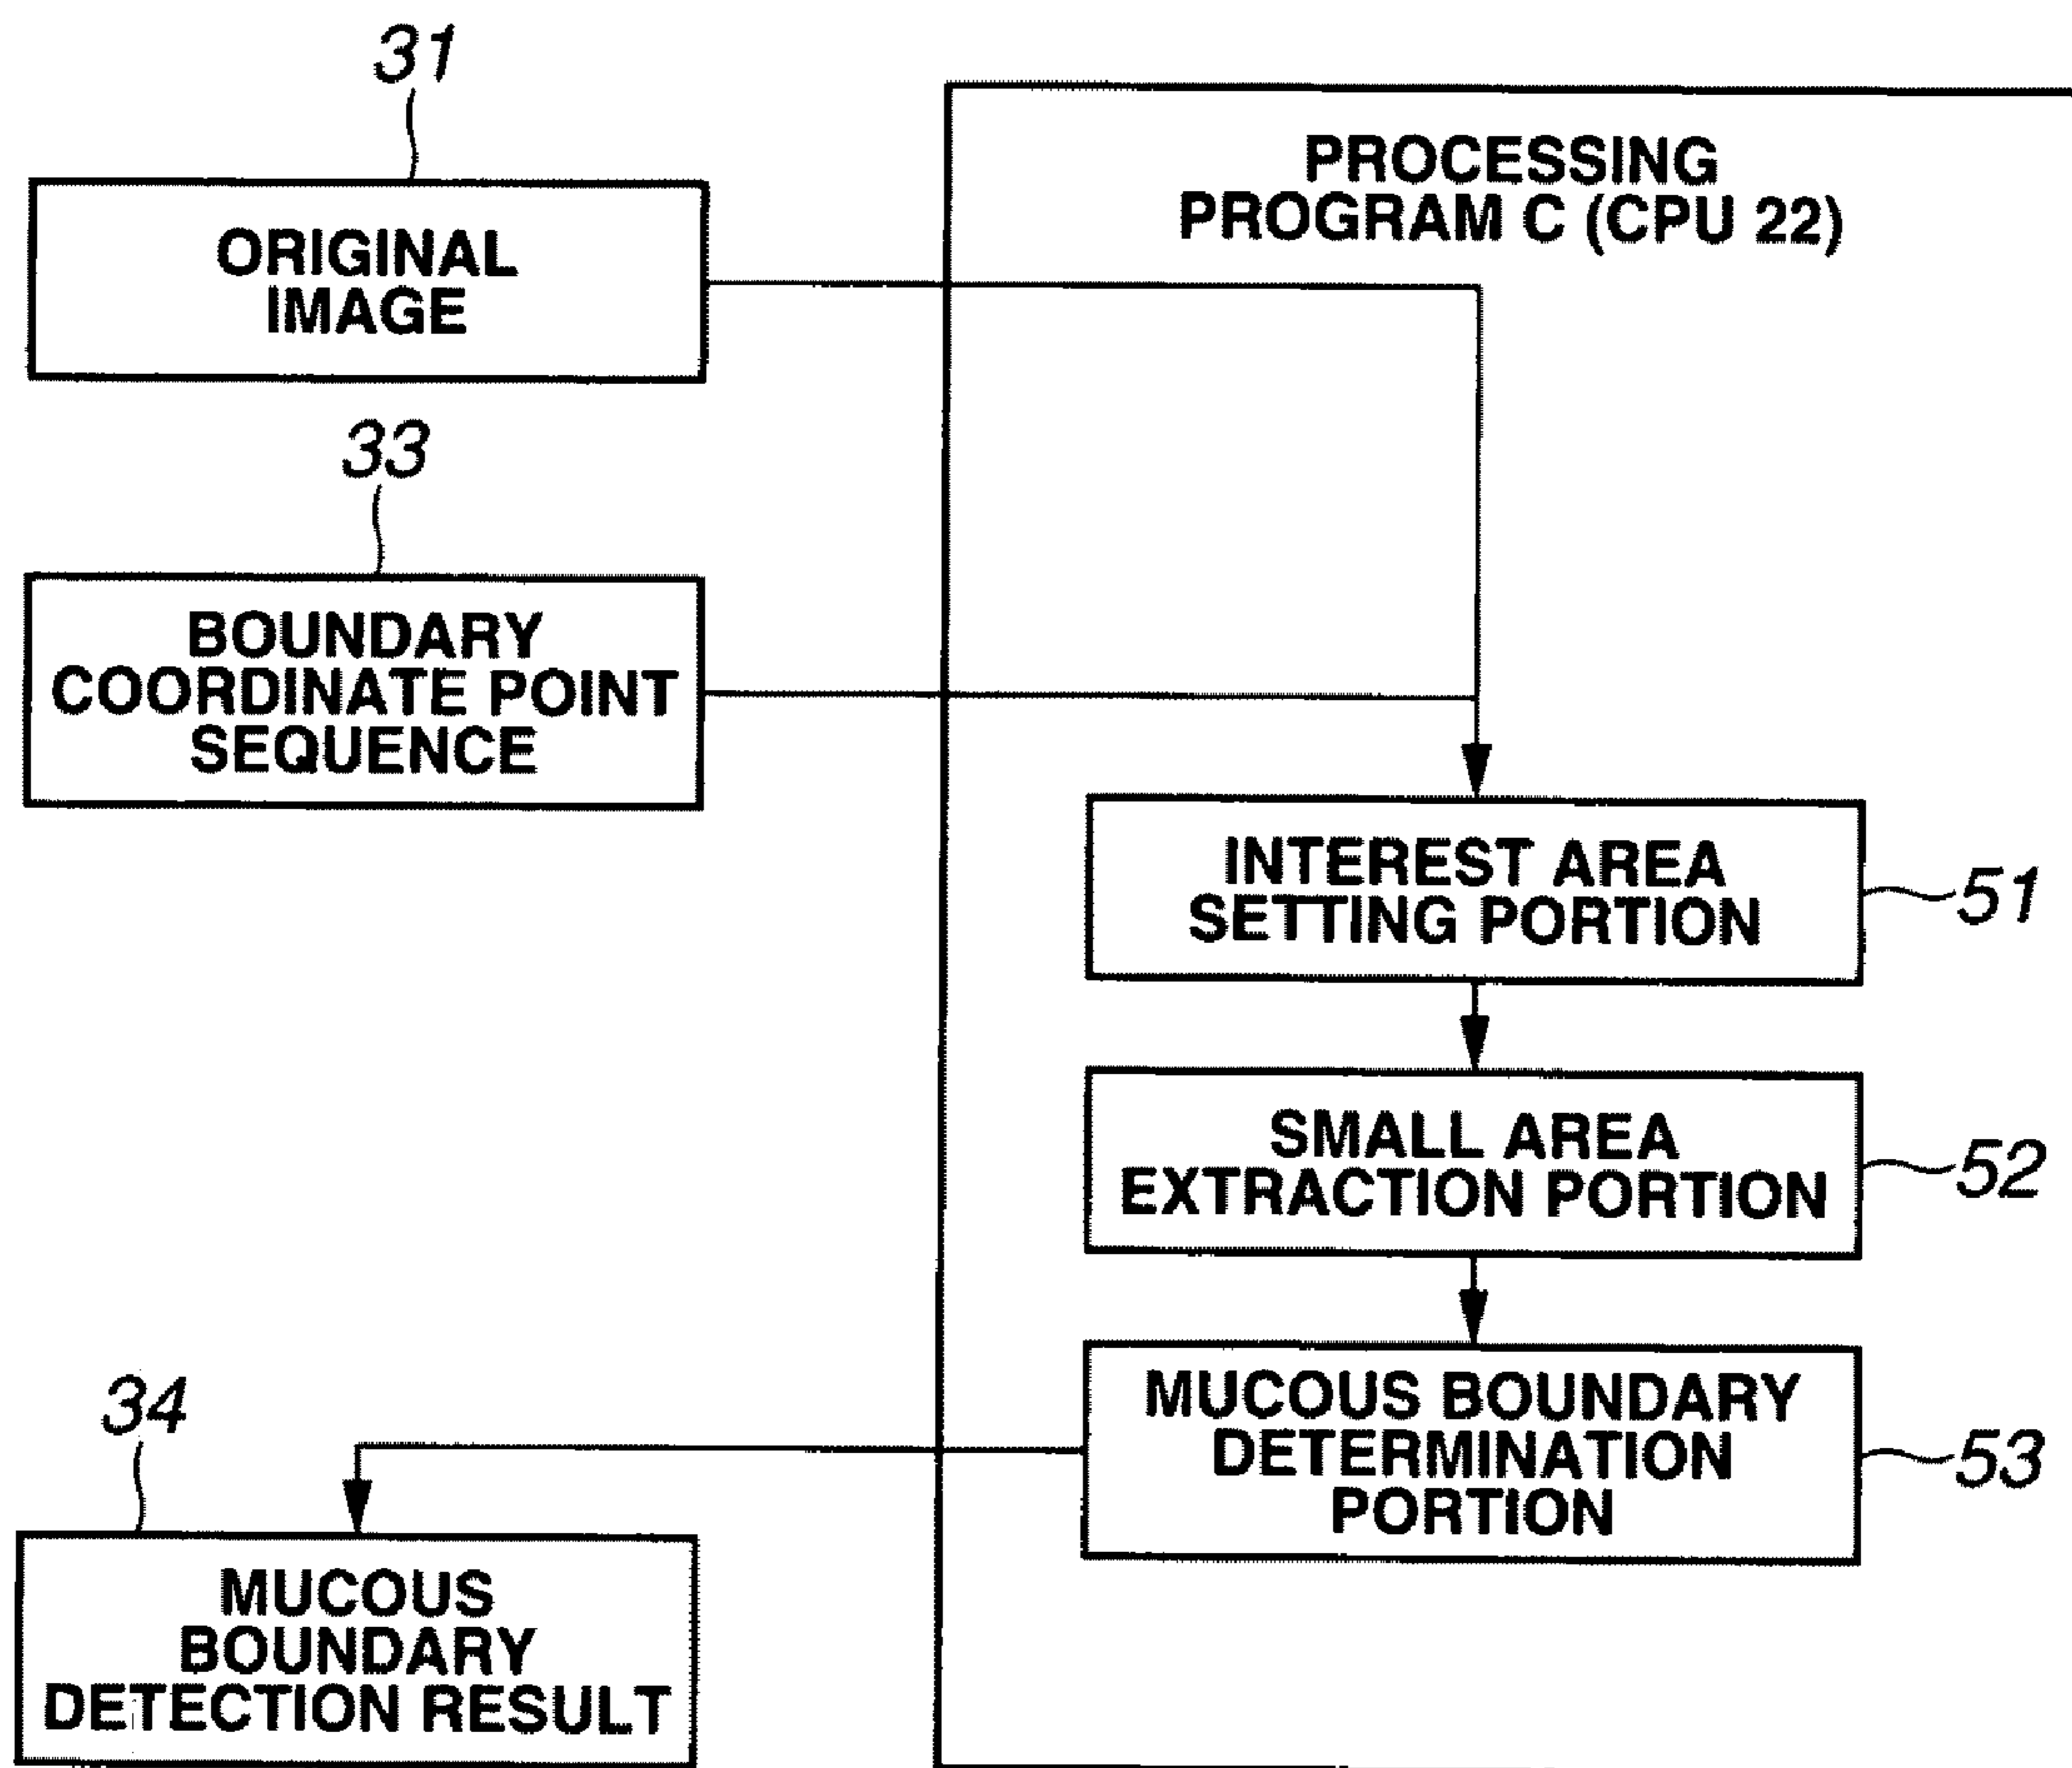 31
PROCESSING
PROGRAM C (CPU 22)
ORIGINAL
IMAGE
33
BOUNDARY
COORDINATE POINT
SEQUENCE
INTEREST AREA
SETTING PORTION
51
SMALL AREA
EXTRACTION PORTION
52
MUCOUS BOUNDARY
DETERMINATION
PORTION
53
34
MUCOUS
BOUNDARY
DETECTION RESULT